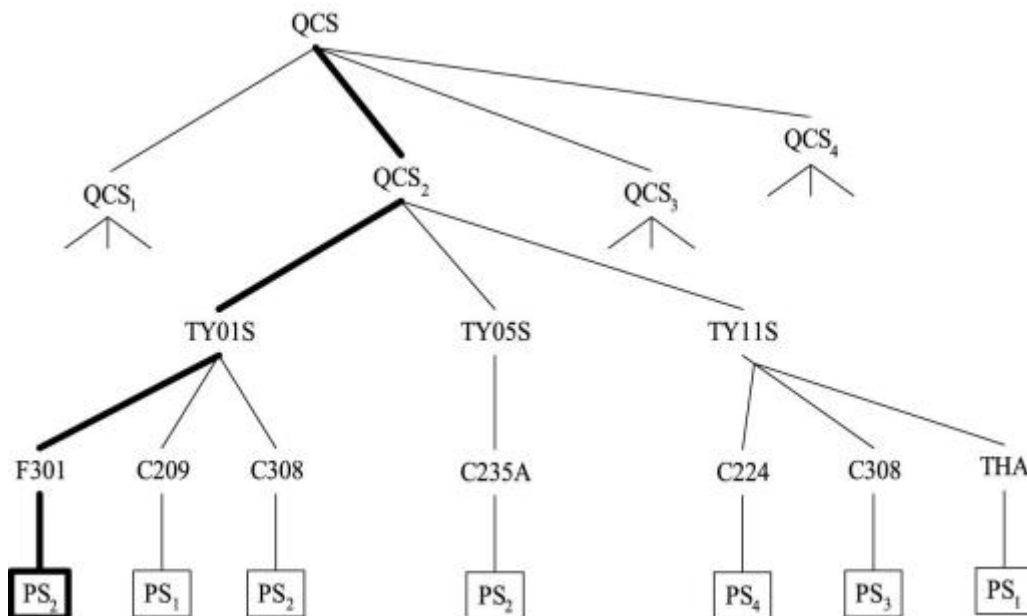 QCS
QCS₄
QCS₁ QCS₂ QCS₃
TY01S TY05S TY11S
F301 C209 C308 C235A C224 C308 THA
PS₂ PS₁ PS₂ PS₂ PS₄ PS₃ PS₁